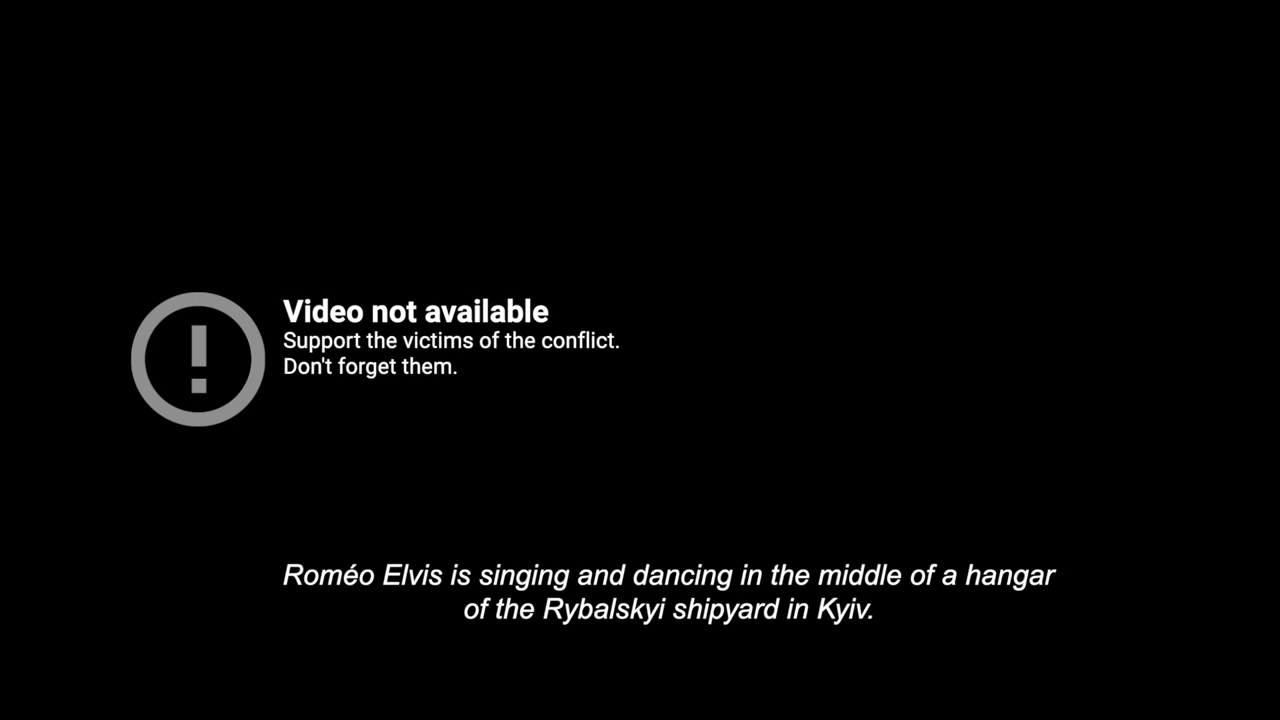 Video not available
Support the victims of the conflict.
Don't forget them.
Roméo Elvis is singing and dancing in the middle of a hangar
of the Rybalskyi shipyard in Kyiv.